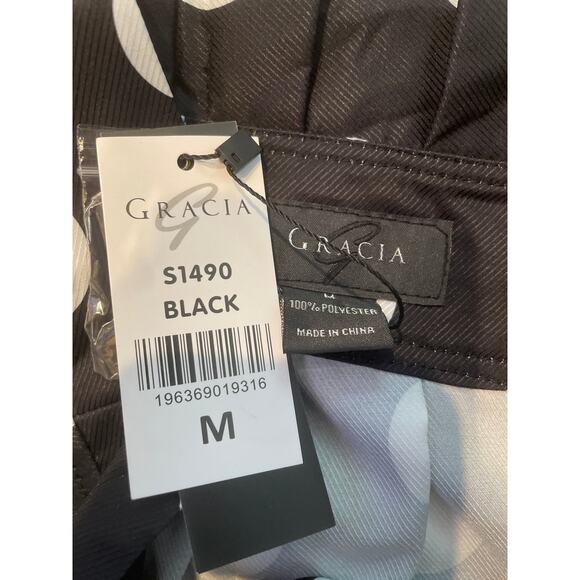 G
GRACIA
S1490
BLACK
196369019316
M
G
GRACIA
M
100% POLYESTER
MADE IN CHINA